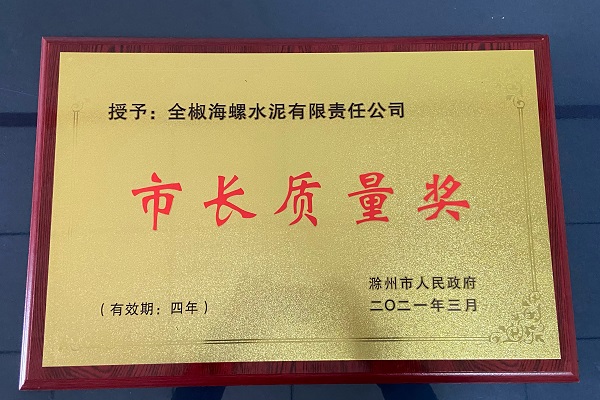 授予：全椒海螺水泥有限责任公司
市长质量奖
滁州市人民政府
（有效期：四年）
二〇二一年三月